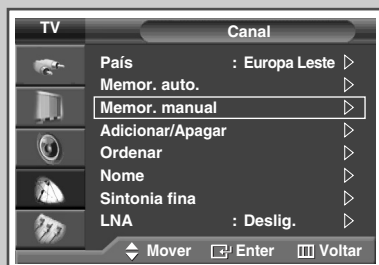 TV Canal
País : Europa Leste
Memor. auto.
Memor. manual
Adicionar/Apagar
Ordenar
Nome
Sintonia fina
LNA : Deslig.
Mover Enter Voltar